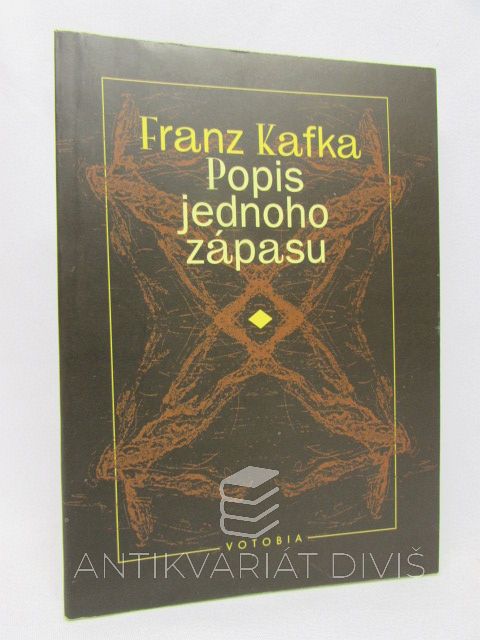 Franz Kafka
Popis
jednoho
zápasu
VOTOBIA
ANTIKVARIÁT DIVIŠ